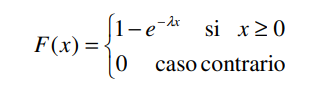 F(x) = { 1 − e^{−λx} si x ≥ 0
0 caso contrario